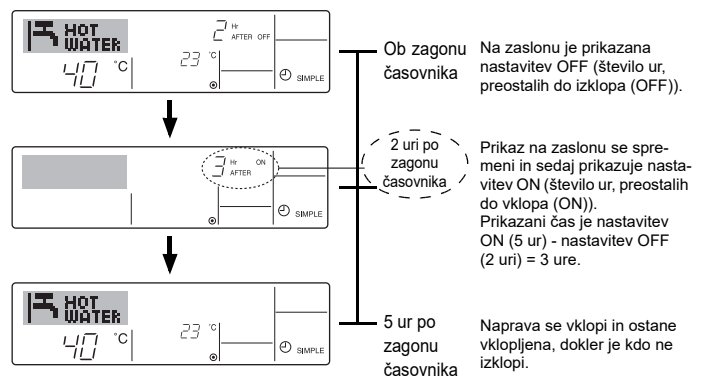 HOT
WATER
40 °C
2 Hr
AFTER OFF
23 °C
SIMPLE
Ob zagonu
časovnika
Na zaslonu je prikazana
nastavitev OFF (število ur,
preostalih do izklopa (OFF)).
3 Hr ON
AFTER
SIMPLE
2 uri po
zagonu
časovnika
Prikaz na zaslonu se spre-
meni in sedaj prikazuje nasta-
vitev ON (število ur, preostalih
do vklopa (ON)).
Prikazani čas je nastavitev
ON (5 ur) - nastavitev OFF
(2 uri) = 3 ure.
HOT
WATER
40 °C
23 °C
SIMPLE
5 ur po
zagonu
časovnika
Naprava se vklopi in ostane
vklopljena, dokler je kdo ne
izklopi.